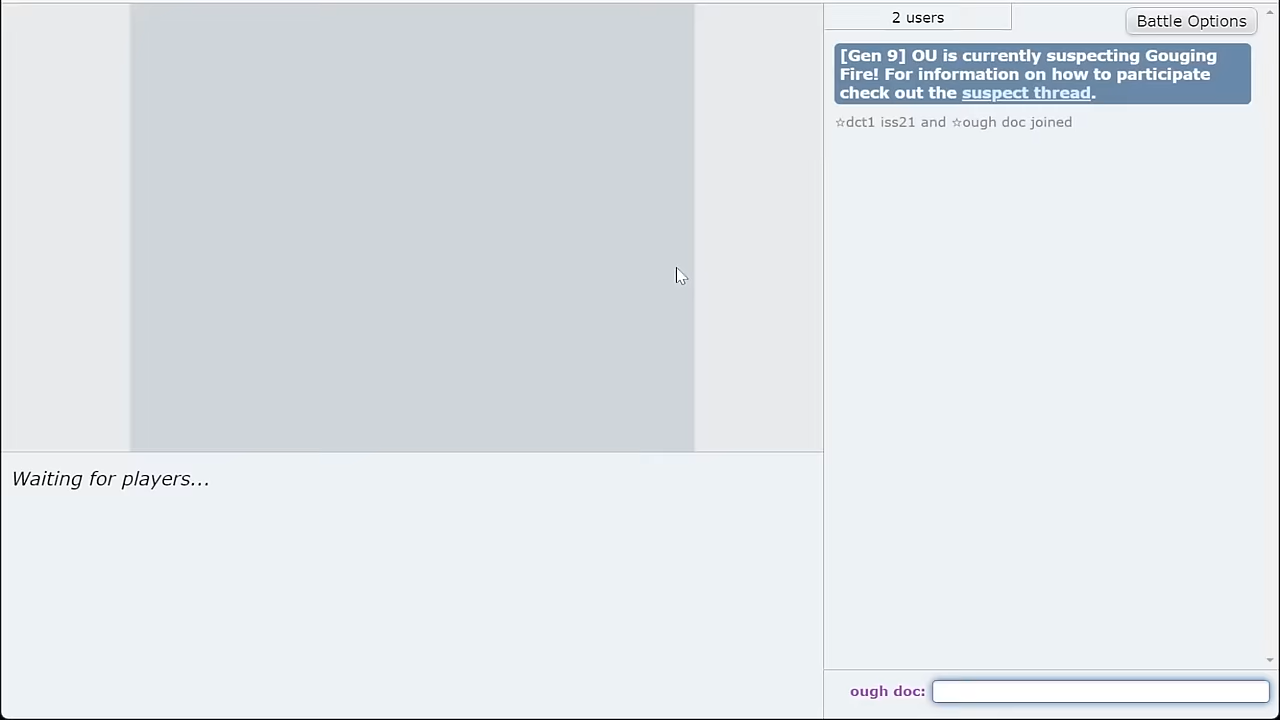 2 users
Battle Options
[Gen 9] OU is currently suspecting Gouging
Fire! For information on how to participate
check out the suspect thread.
☆dct1 iss21 and ☆ough doc joined
Waiting for players...
ough doc: